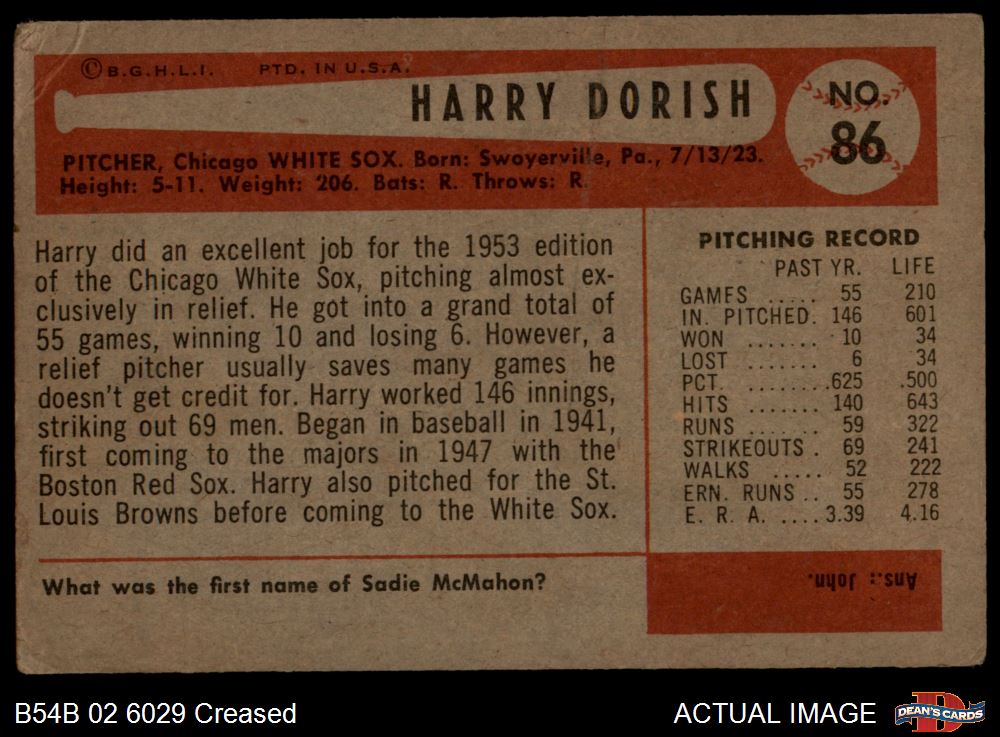 ©B.G.H.L.I. PTD. IN U.S.A.
HARRY DORISH
NO.
86
PITCHER, Chicago WHITE SOX. Born: Swoyerville, Pa., 7/13/23.
Height: 5-11. Weight: 206. Bats: R. Throws: R.
Harry did an excellent job for the 1953 edition
of the Chicago White Sox, pitching almost ex-
clusively in relief. He got into a grand total of
55 games, winning 10 and losing 6. However, a
relief pitcher usually saves many games he
doesn't get credit for. Harry worked 146 innings,
striking out 69 men. Began in baseball in 1941,
first coming to the majors in 1947 with the
Boston Red Sox. Harry also pitched for the St.
Louis Browns before coming to the White Sox.
PITCHING RECORD
PAST YR. LIFE
GAMES ..... 55 210
IN. PITCHED. 146 601
WON ....... 10 34
LOST ....... 6 34
PCT. ........ .625 .500
HITS ....... 140 643
RUNS ....... 59 322
STRIKEOUTS . 69 241
WALKS ..... 52 222
ERN. RUNS .. 55 278
E. R. A. .... 3.39 4.16
What was the first name of Sadie McMahon?
Ans.: John.
B54B 02 6029 Creased
ACTUAL IMAGE
DEAN'S CARDS